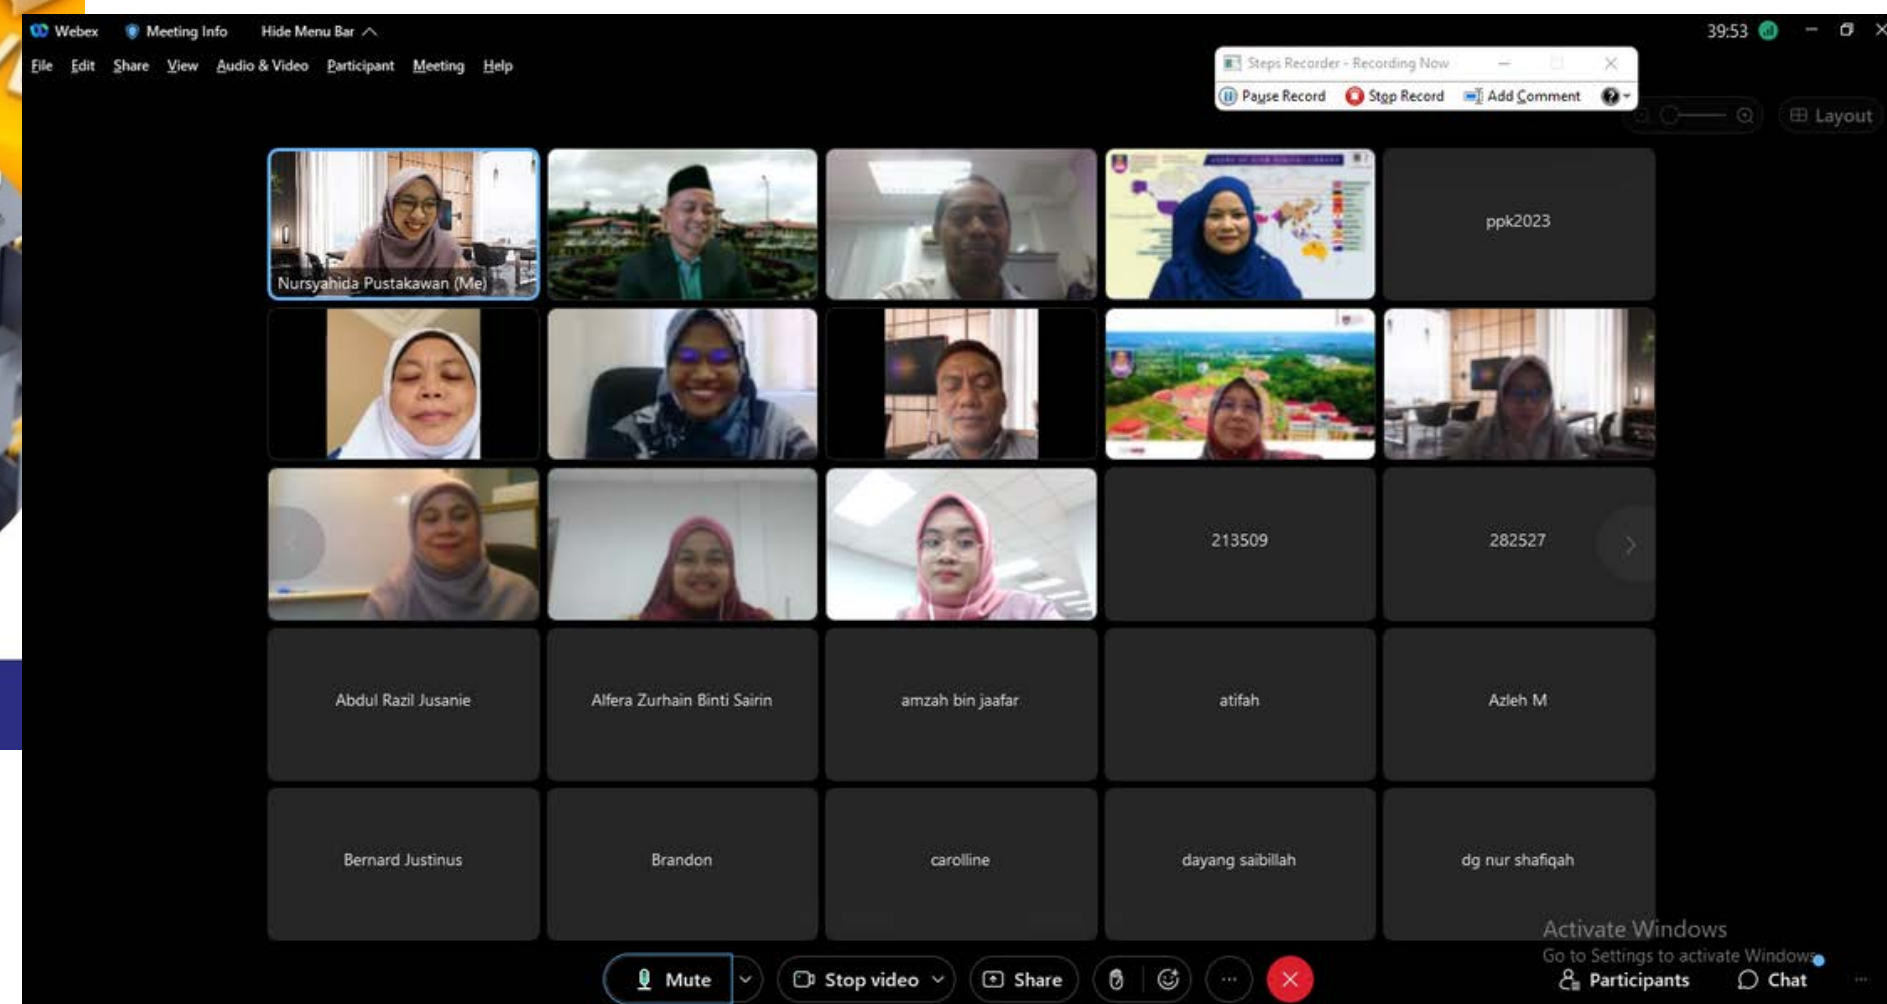 Webex Meeting Info Hide Menu Bar 39:53
File Edit Share View Audio & Video Participant Meeting Help
Steps Recorder - Recording Now
Pause Record Stop Record Add Comment
Layout
Nursyahida Pustakawan (Me)
ppk2023
213509
282527
Abdul Razil Jusanie
Alfera Zurhain Binti Sairin
amzah bin jaafar
atifah
Azleh M
Bernard Justinus
Brandon
carolline
dayang saibillah
dg nur shafiqah
Activate Windows
Go to Settings to activate Windows.
Mute Stop video Share Participants Chat